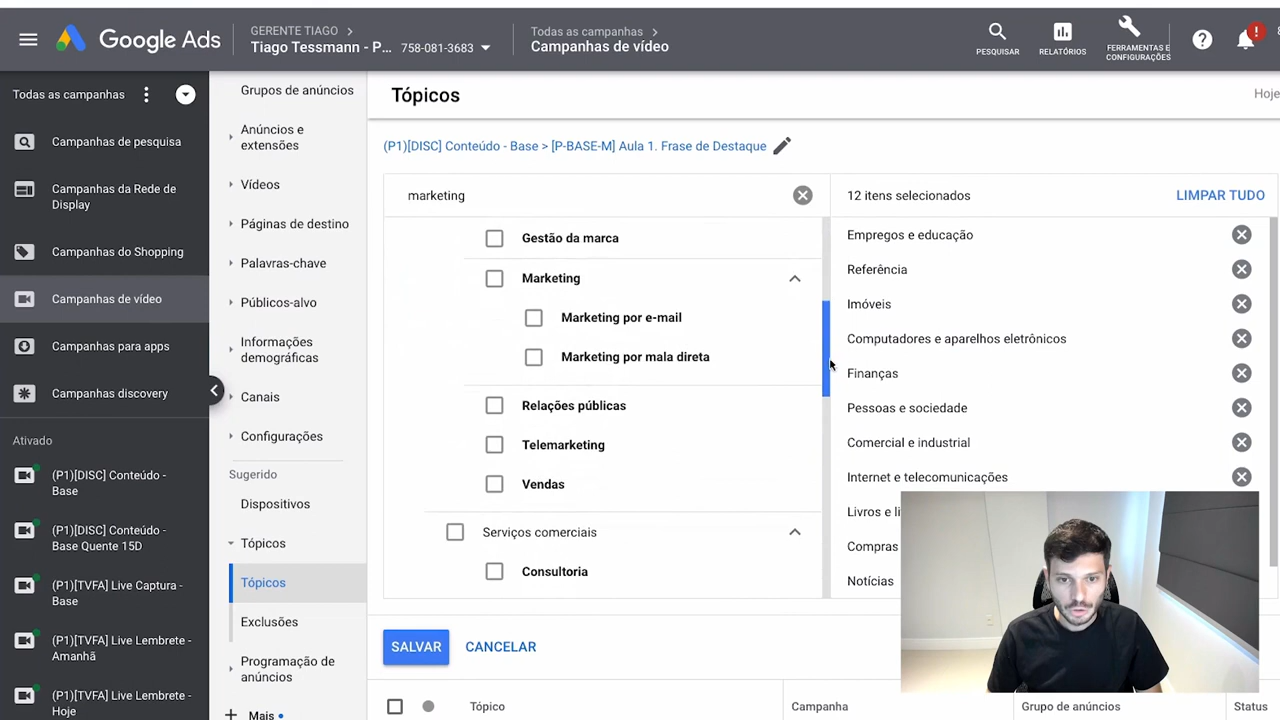 Google Ads
GERENTE TIAGO
Tiago Tessmann - P... 758-081-3683
Todas as campanhas
Campanhas de vídeo
PESQUISAR
RELATÓRIOS
FERRAMENTAS E
CONFIGURAÇÕES
?
!
Todas as campanhas
Campanhas de pesquisa
Campanhas da Rede de
Display
Campanhas do Shopping
Campanhas de vídeo
Campanhas para apps
Campanhas discovery
Ativado
(P1)[DISC] Conteúdo -
Base
(P1)[DISC] Conteúdo -
Base Quente 15D
(P1)[TVFA] Live Captura -
Base
(P1)[TVFA] Live Lembrete -
Amanhã
(P1)[TVFA] Live Lembrete -
Hoje
Grupos de anúncios
Anúncios e
extensões
Vídeos
Páginas de destino
Palavras-chave
Públicos-alvo
Informações
demográficas
Canais
Configurações
Sugerido
Dispositivos
Tópicos
Tópicos
Exclusões
Programação de
anúncios
+ Mais
Tópicos
Hoje
(P1)[DISC] Conteúdo - Base > [P-BASE-M] Aula 1. Frase de Destaque
marketing
Gestão da marca
Marketing
Marketing por e-mail
Marketing por mala direta
Relações públicas
Telemarketing
Vendas
Serviços comerciais
Consultoria
12 itens selecionados
LIMPAR TUDO
Empregos e educação
Referência
Imóveis
Computadores e aparelhos eletrônicos
Finanças
Pessoas e sociedade
Comercial e industrial
Internet e telecomunicações
Livros e li
Compras
Notícias
SALVAR
CANCELAR
Tópico
Campanha
Grupo de anúncios
Status